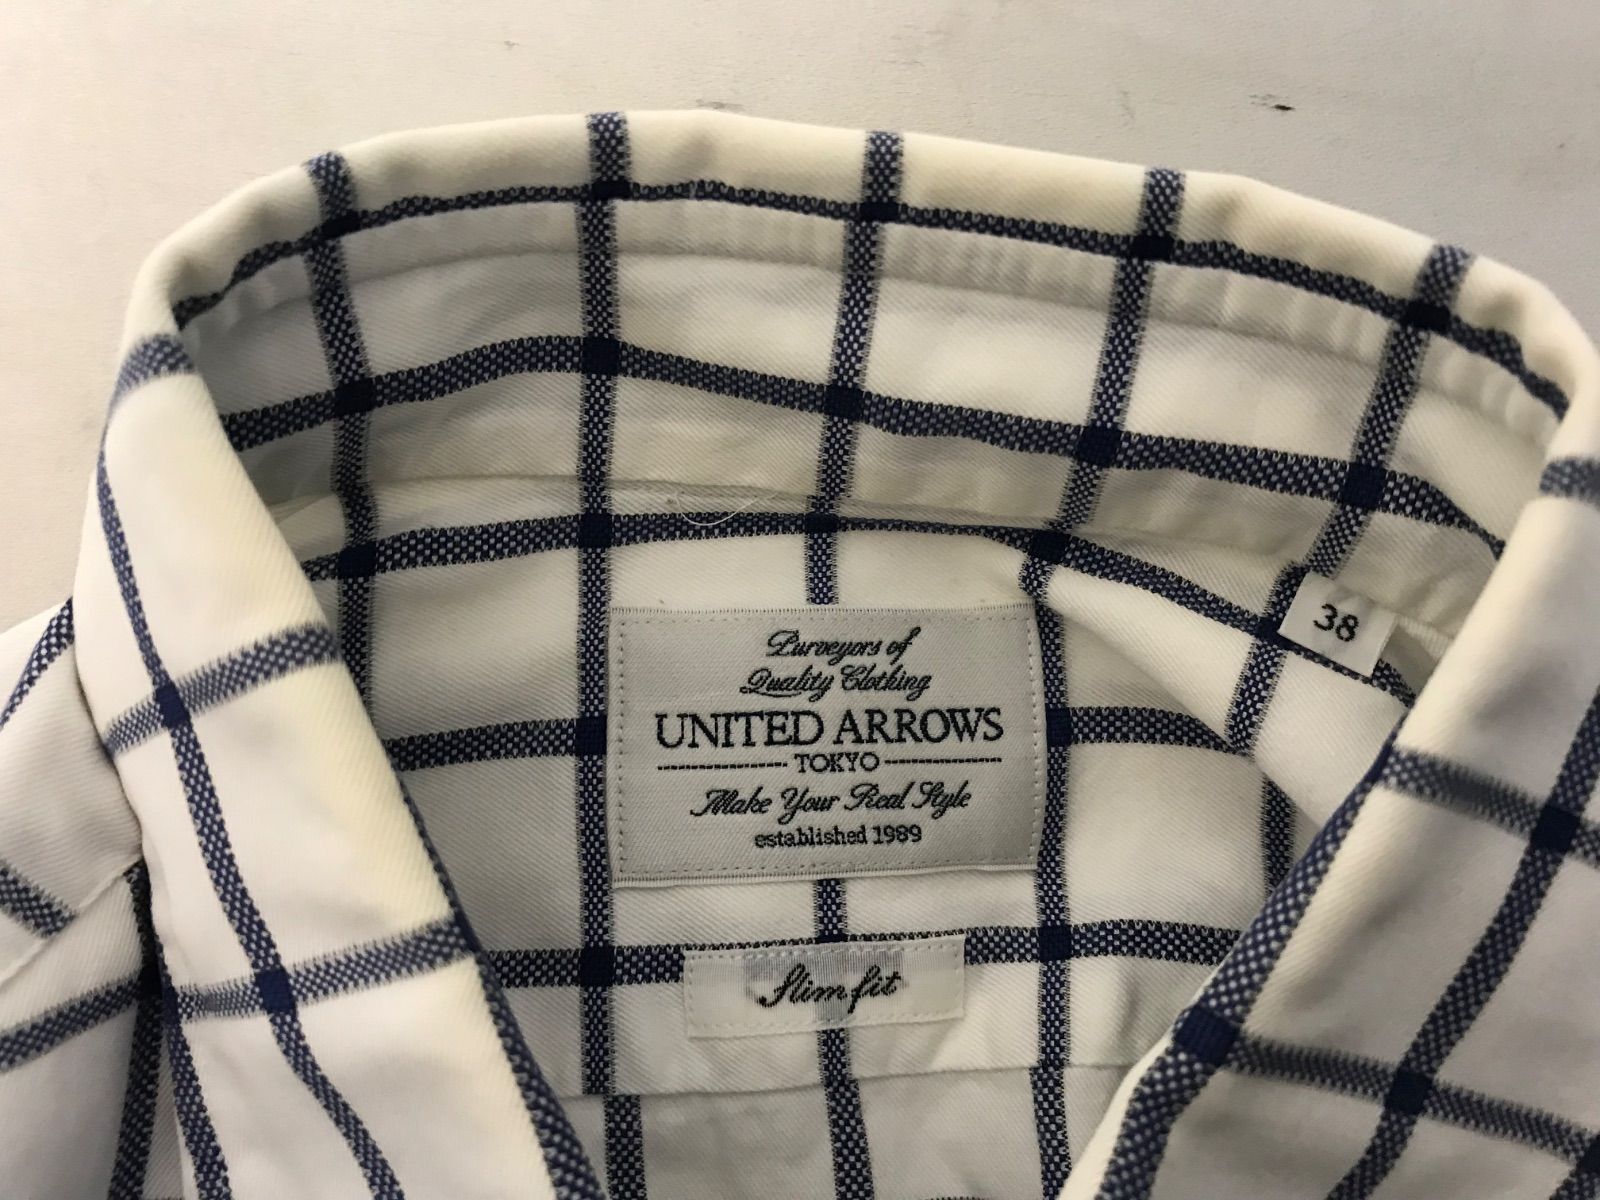 Purveyors of
Quality Clothing
UNITED ARROWS
TOKYO
Make Your Real Style
established 1989
38
Slim fit